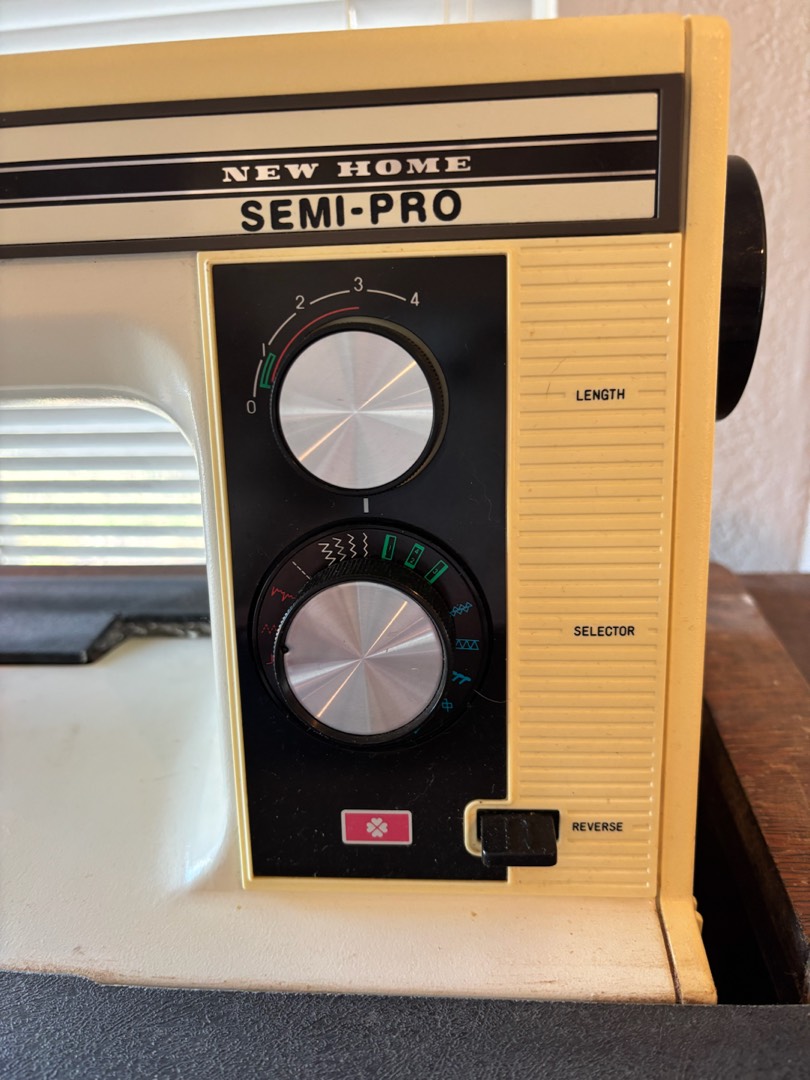 NEW HOME
SEMI-PRO
0 1 2 3 4
LENGTH
SELECTOR
REVERSE